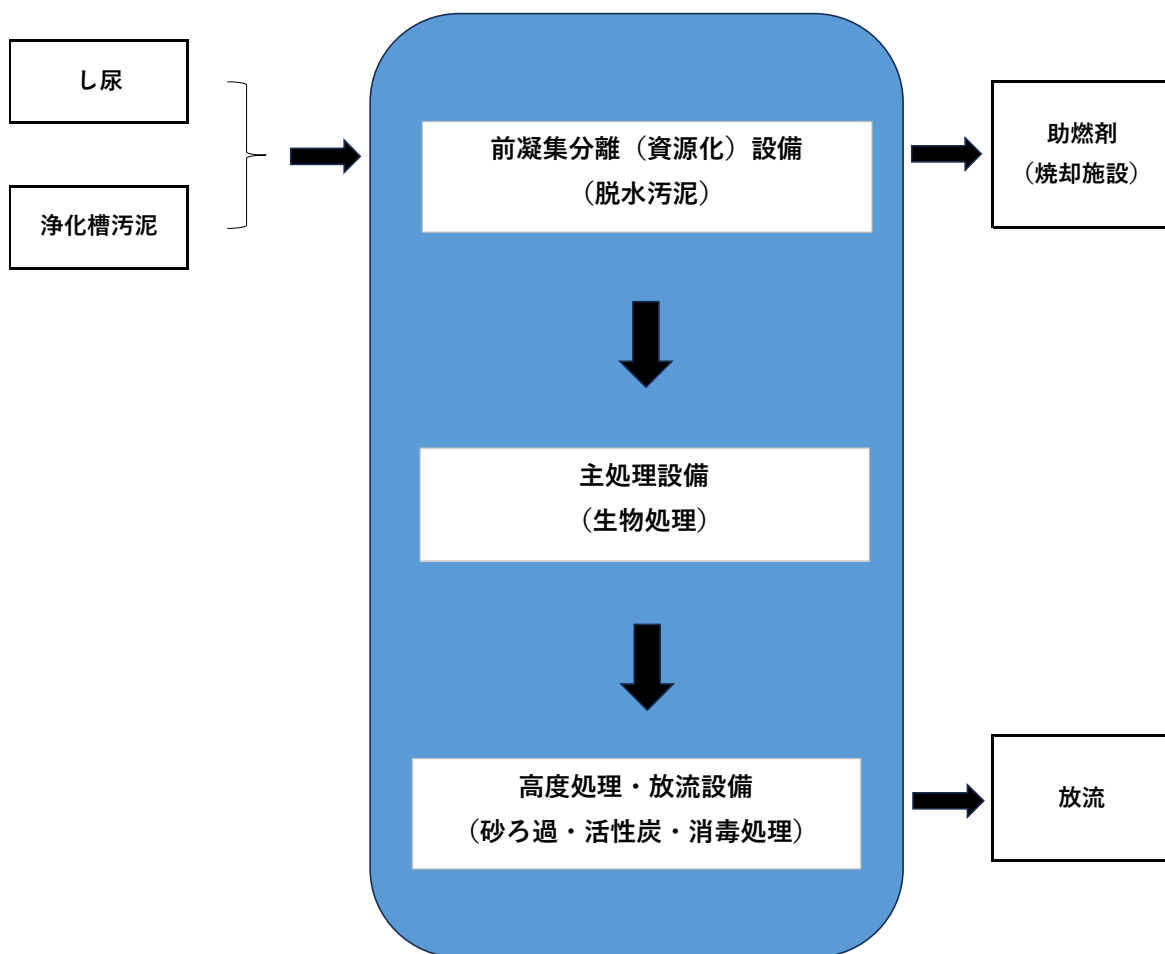 し尿
浄化槽汚泥
前凝集分離（資源化）設備
（脱水汚泥）
助燃剤
（焼却施設）
主処理設備
（生物処理）
高度処理・放流設備
（砂ろ過・活性炭・消毒処理）
放流